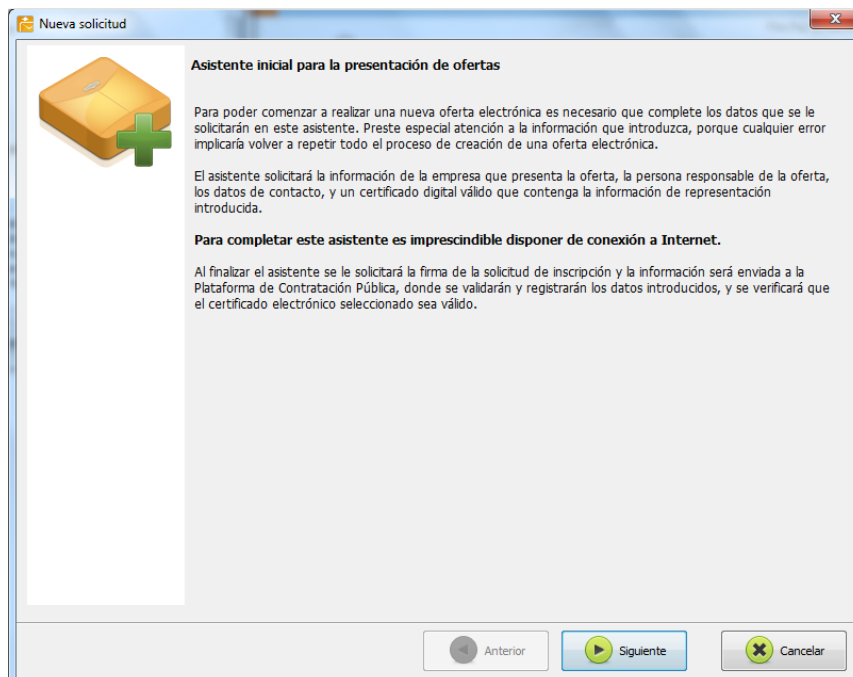 Nueva solicitud
Asistente inicial para la presentación de ofertas
Para poder comenzar a realizar una nueva oferta electrónica es necesario que complete los datos que se le
solicitarán en este asistente. Preste especial atención a la información que introduzca, porque cualquier error
implicaría volver a repetir todo el proceso de creación de una oferta electrónica.
El asistente solicitará la información de la empresa que presenta la oferta, la persona responsable de la oferta,
los datos de contacto, y un certificado digital válido que contenga la información de representación
introducida.
Para completar este asistente es imprescindible disponer de conexión a Internet.
Al finalizar el asistente se le solicitará la firma de la solicitud de inscripción y la información será enviada a la
Plataforma de Contratación Pública, donde se validarán y registrarán los datos introducidos, y se verificará que
el certificado electrónico seleccionado sea válido.
Anterior Siguiente Cancelar